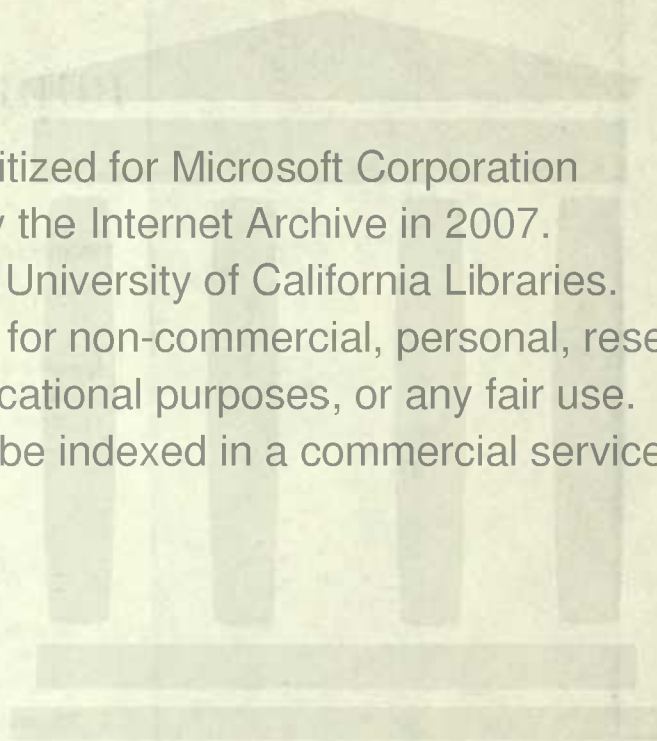 itized for Microsoft Corporation
the Internet Archive in 2007.
University of California Libraries.
for non-commercial, personal, rese
cational purposes, or any fair use.
be indexed in a commercial service